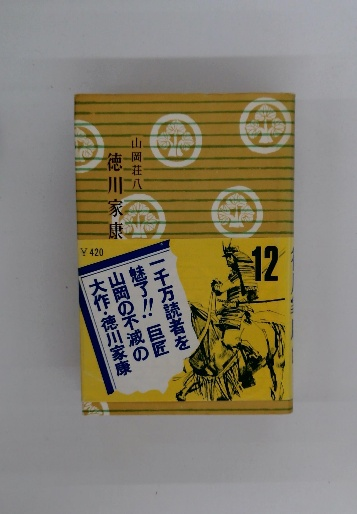 山岡荘八
徳川家康
¥420
12
一千万読者を
魅了!!巨匠
山岡の不滅の
大作・徳川家康